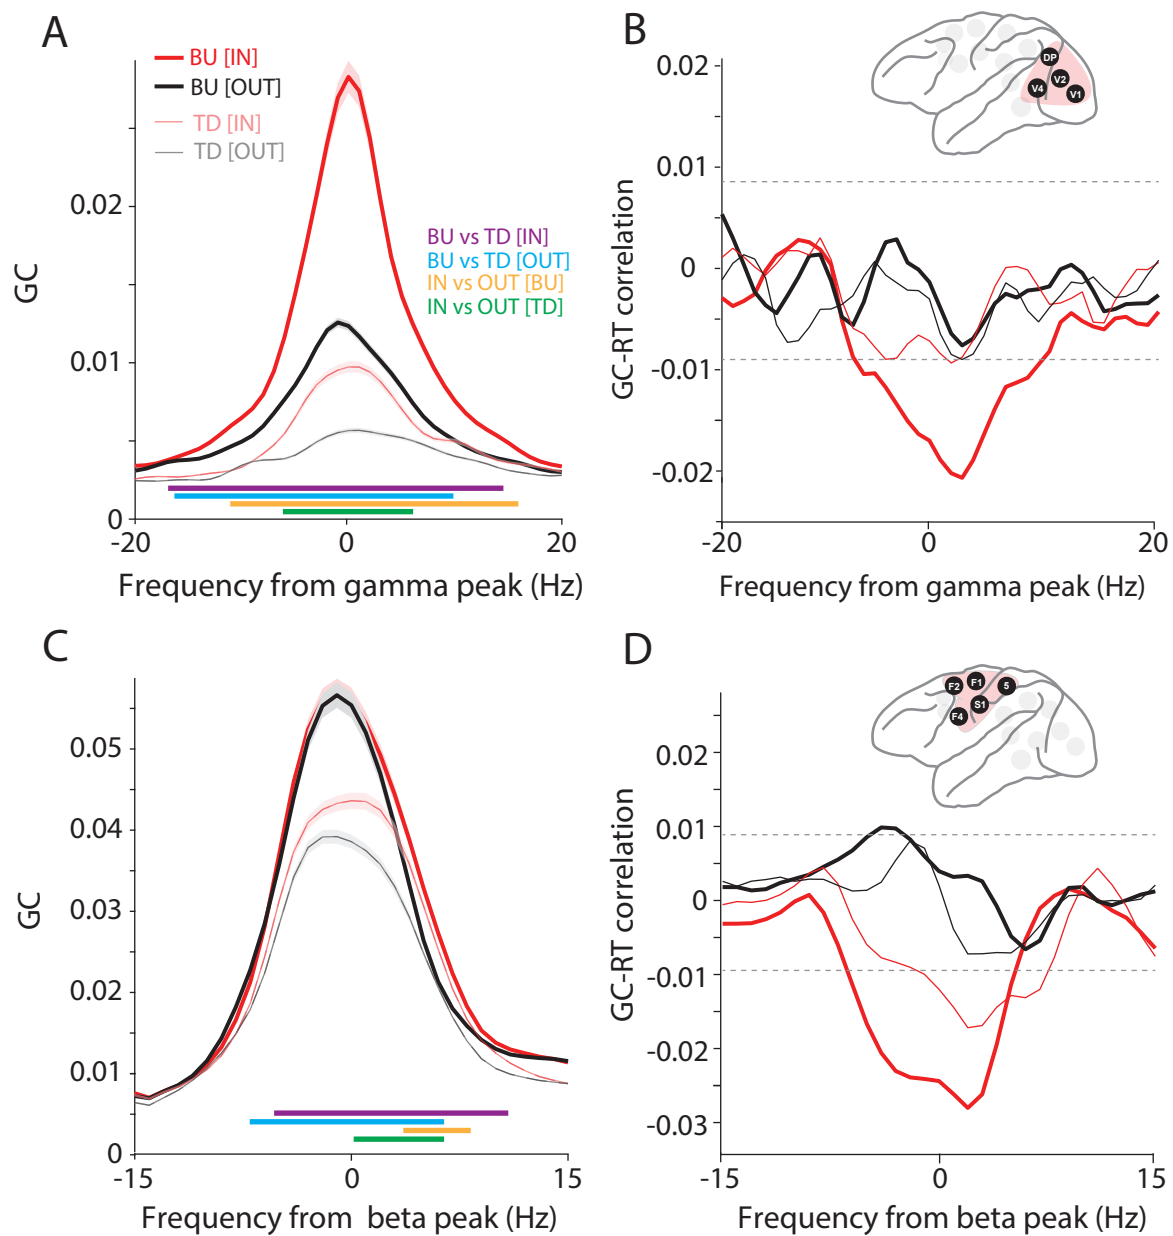 A
BU [IN]
BU [OUT]
TD [IN]
TD [OUT]
BU vs TD [IN]
BU vs TD [OUT]
IN vs OUT [BU]
IN vs OUT [TD]
GC
0.02
0.01
0
-20
0
20
Frequency from gamma peak (Hz)
B
DP
V2
V4
V1
GC-RT correlation
0.02
0.01
0
-0.01
-0.02
-20
0
20
Frequency from gamma peak (Hz)
C
GC
0.05
0.04
0.03
0.02
0.01
0
-15
0
15
Frequency from beta peak (Hz)
D
F2
F1
5
S1
F4
GC-RT correlation
0.02
0.01
0
-0.01
-0.02
-0.03
-15
0
15
Frequency from beta peak (Hz)